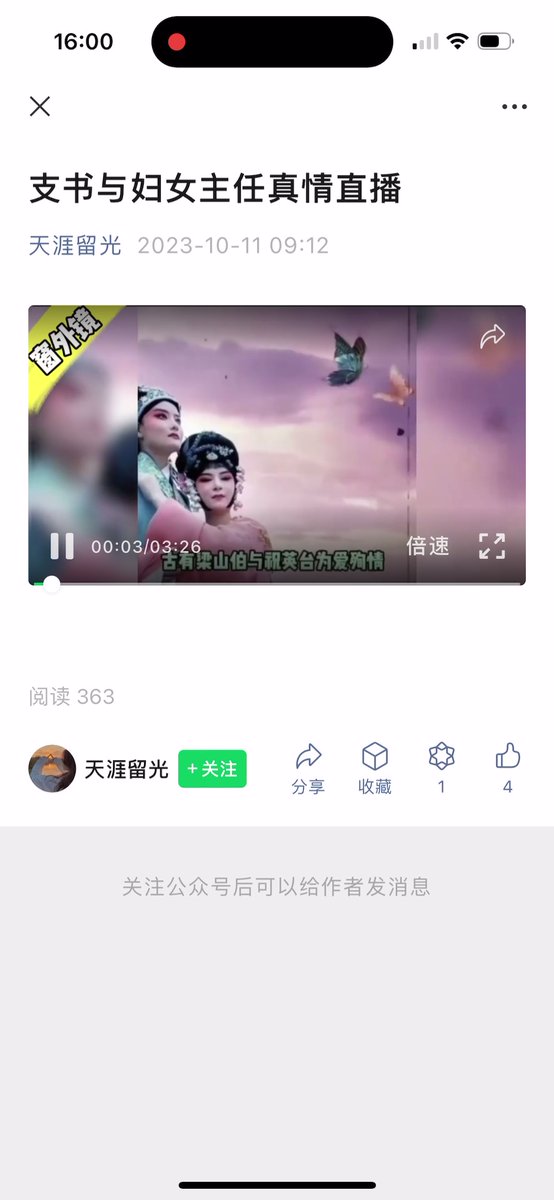 16:00
支书与妇女主任真情直播
天涯留光 2023-10-11 09:12
窗外镜
00:03/03:26
倍速
古有梁山伯与祝英台为爱殉情
阅读 363
天涯留光
+关注
分享
收藏
1
4
关注公众号后可以给作者发消息